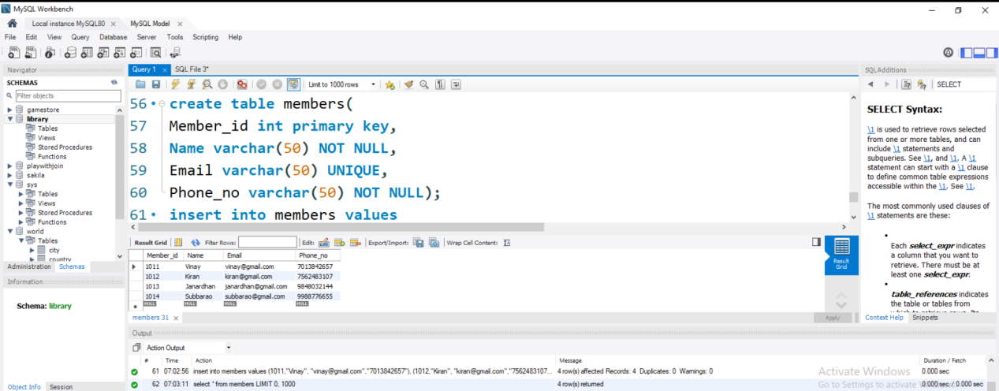 MySQL Workbench
Local instance MySQL80 ×
MySQL Model ×
File Edit View Query Database Server Tools Scripting Help
Navigator
SCHEMAS
Filter objects
gamestore
library
Tables
Views
Stored Procedures
Functions
playwithjoin
sakila
sys
Tables
Views
Stored Procedures
Functions
world
Tables
city
country
Administration Schemas
Information
Schema: library
Object Info Session
Query 1 × SQL File 3*
Limit to 1000 rows
56 create table members(
57 Member_id int primary key,
58 Name varchar(50) NOT NULL,
59 Email varchar(50) UNIQUE,
60 Phone_no varchar(50) NOT NULL);
61 insert into members values
Result Grid Filter Rows: Edit: Export/Import: Wrap Cell Content:
Member_id Name Email Phone_no
1011 Vinay vinay@gmail.com 7013842657
1012 Kiran kiran@gmail.com 7562483107
1013 Janardhan janardhan@gmail.com 9848032144
1014 Subbarao subbarao@gmail.com 9988776655
NULL NULL NULL NULL
Result
Grid
members 31 ×
Apply
Output
Action Output
# Time Action Message Duration / Fetch
61 07:02:56 insert into members values (1011,"Vinay", "vinay@gmail.com","7013842657"), (1012,"Kiran", "kiran@gmail.com","7562483107... 4 row(s) affected Records: 4 Duplicates: 0 Warnings: 0 0.000 sec
62 07:03:11 select * from members LIMIT 0, 1000 4 row(s) returned 0.000 sec / 0.000 sec
SQLAdditions
SELECT
SELECT Syntax:
\1 is used to retrieve rows selected
from one or more tables, and can
include \1 statements and
subqueries. See \1, and \1. A \1
statement can start with a \1 clause
to define common table expressions
accessible within the \1. See \1.
The most commonly used clauses of
\1 statements are these:
•
Each select_expr indicates
a column that you want to
retrieve. There must be at
least one select_expr.
•
table_references indicates
the table or tables from
which to retrieve rows. Its
Context Help Snippets
Activate Windows
Go to Settings to activate